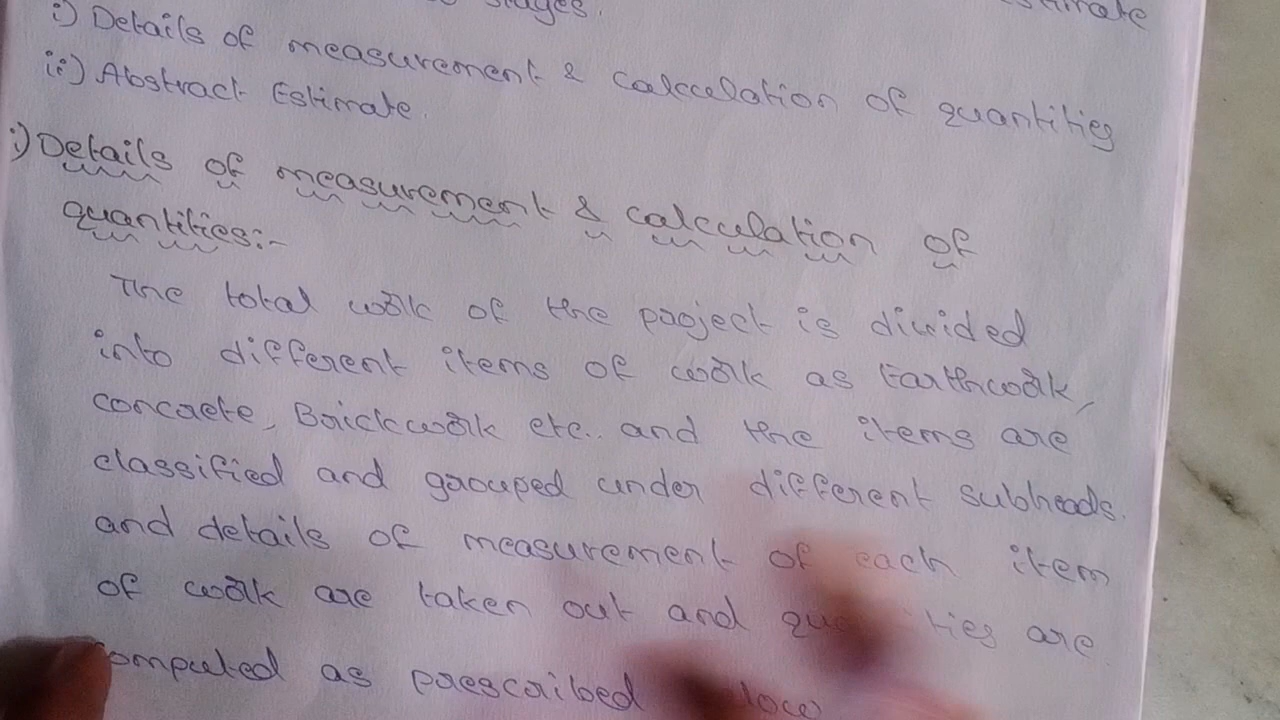 stages.
i) Details of measurement & calculation of quantities
ii) Abstract Estimate.
i) Details of measurement & calculation of
quantities:-
The total work of the project is divided
into different items of work as Earthwork,
concrete, Brickwork etc.. and the items are
classified and grouped under different subheads.
and details of measurement of each item
of work are taken out and are
computed as prescribed